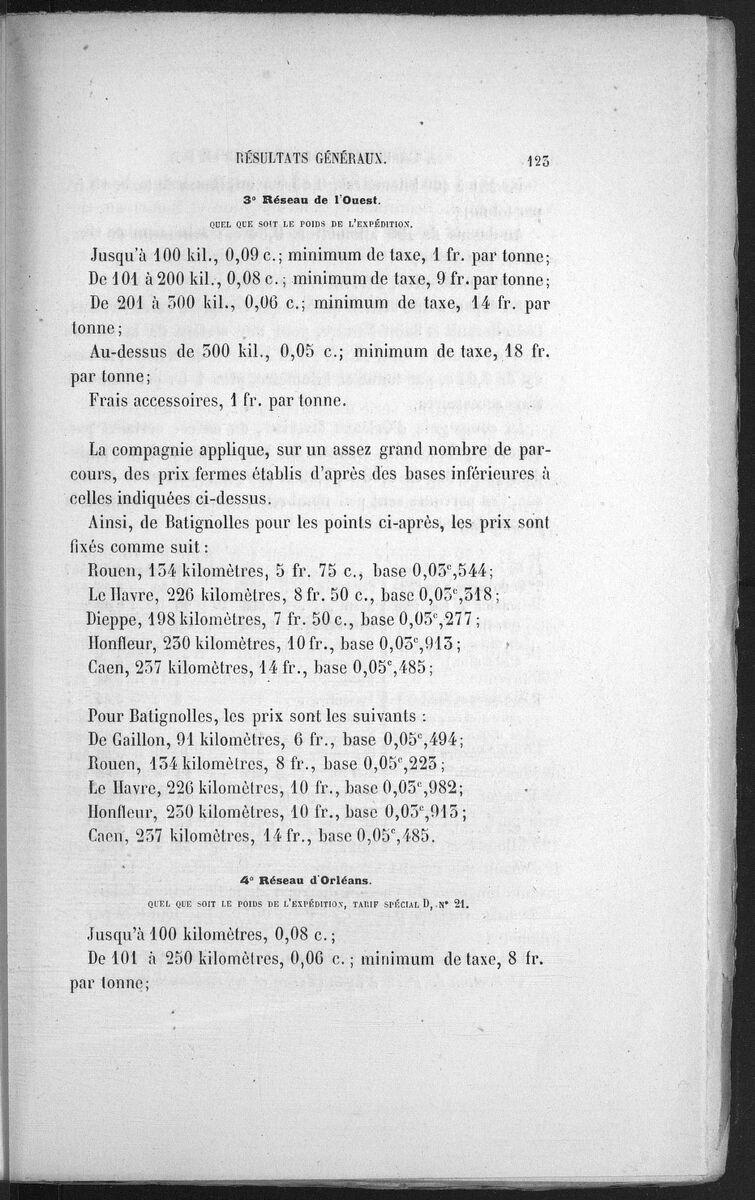 RÉSULTATS GÉNÉRAUX. 123
3° Réseau de l'Ouest.
QUEL QUE SOIT LE POIDS DE L'EXPÉDITION.
Jusqu'à 100 kil., 0,09 c.; minimum de taxe, 1 fr. par tonne;
De 101 à 200 kil., 0,08 c.; minimum de taxe, 9 fr. par tonne;
De 201 à 300 kil., 0,06 c.; minimum de taxe, 14 fr. par
tonne;
Au-dessus de 300 kil., 0,05 c.; minimum de taxe, 18 fr.
par tonne;
Frais accessoires, 1 fr. par tonne.
La compagnie applique, sur un assez grand nombre de par-
cours, des prix fermes établis d'après des bases inférieures à
celles indiquées ci-dessus.
Ainsi, de Batignolles pour les points ci-après, les prix sont
fixés comme suit :
Rouen, 134 kilomètres, 5 fr. 75 c., base 0,03ᶜ,544;
Le Havre, 226 kilomètres, 8 fr. 50 c., base 0,03ᶜ,318;
Dieppe, 198 kilomètres, 7 fr. 50 c., base 0,03ᶜ,277;
Honfleur, 230 kilomètres, 10 fr., base 0,03ᶜ,913;
Caen, 237 kilomètres, 14 fr., base 0,05ᶜ,485;
Pour Batignolles, les prix sont les suivants :
De Gaillon, 91 kilomètres, 6 fr., base 0,05ᶜ,494;
Rouen, 134 kilomètres, 8 fr., base 0,05ᶜ,223;
Le Havre, 226 kilomètres, 10 fr., base 0,03ᶜ,982;
Honfleur, 230 kilomètres, 10 fr., base 0,03ᶜ,913;
Caen, 237 kilomètres, 14 fr., base 0,05ᶜ,485.
4° Réseau d'Orléans.
QUEL QUE SOIT LE POIDS DE L'EXPÉDITION, TARIF SPÉCIAL D, N° 21.
Jusqu'à 100 kilomètres, 0,08 c.;
De 101 à 250 kilomètres, 0,06 c.; minimum de taxe, 8 fr.
par tonne;